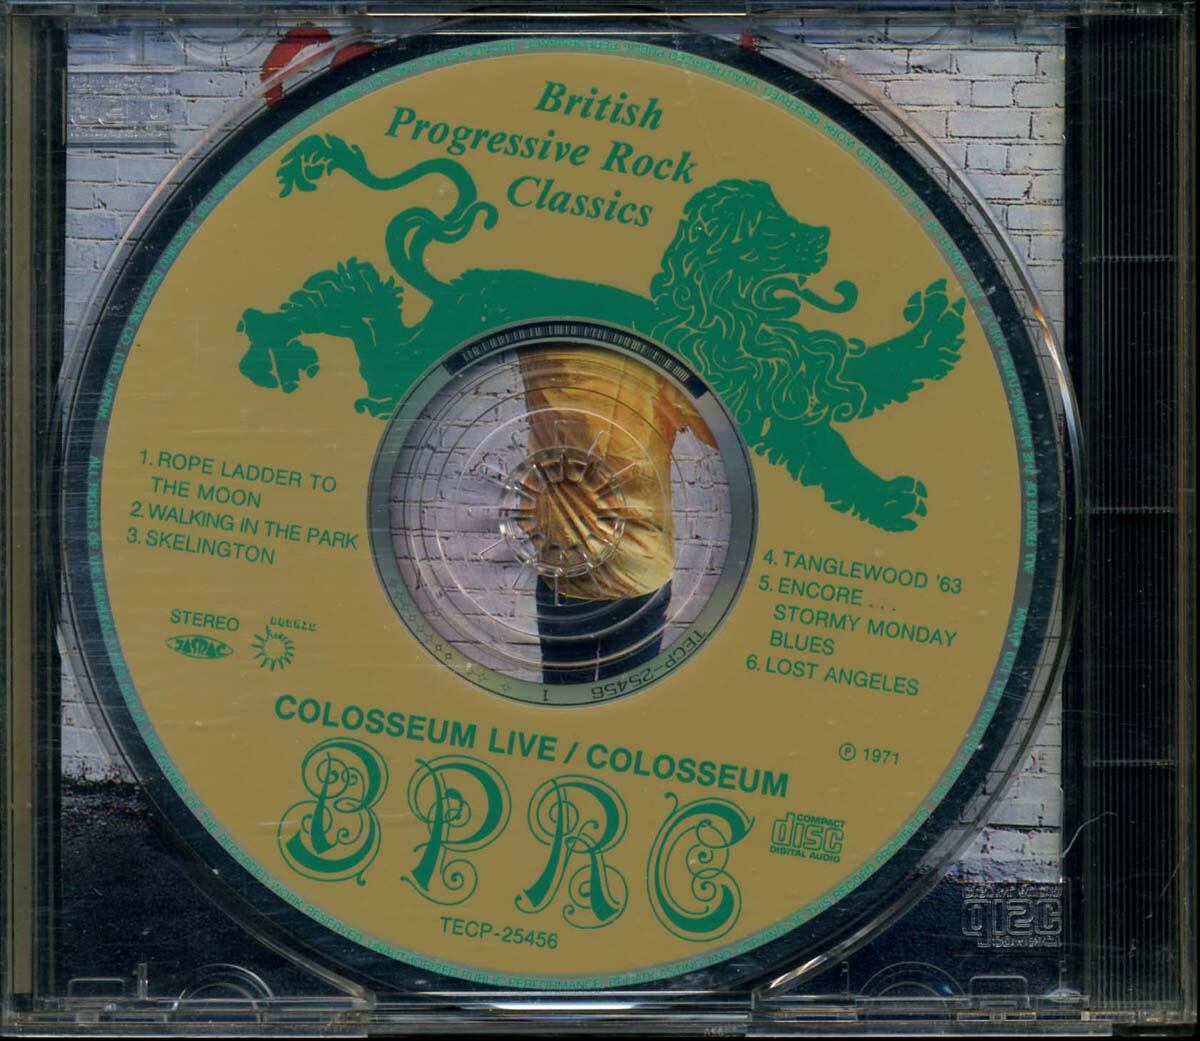 British
Progressive Rock
Classics
1. ROPE LADDER TO
THE MOON
2. WALKING IN THE PARK
3. SKELINGTON
4. TANGLEWOOD '63
5. ENCORE . . .
STORMY MONDAY
BLUES
6. LOST ANGELES
STEREO
JASRAC
TECP-25456 1
COLOSSEUM LIVE / COLOSSEUM
℗ 1971
BPRC
COMPACT
disc
DIGITAL AUDIO
TECP-25456